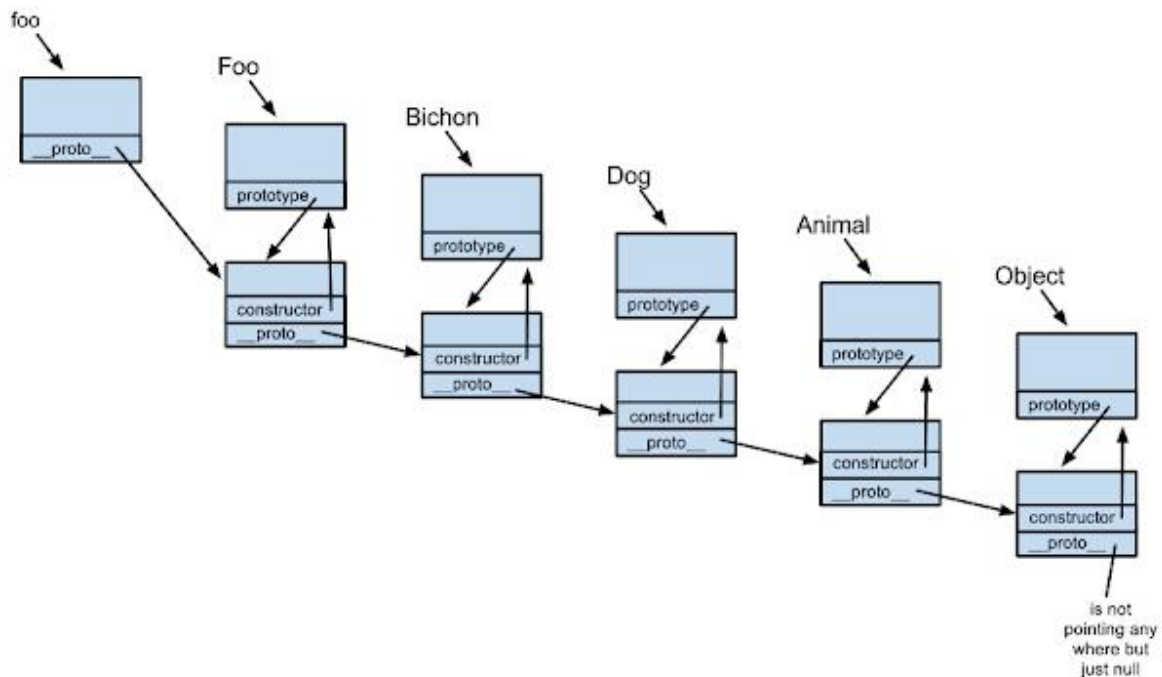 foo
__proto__
Foo
prototype
constructor
__proto__
Bichon
prototype
constructor
__proto__
Dog
prototype
constructor
__proto__
Animal
prototype
constructor
__proto__
Object
prototype
constructor
__proto__
is not
pointing any
where but
just null